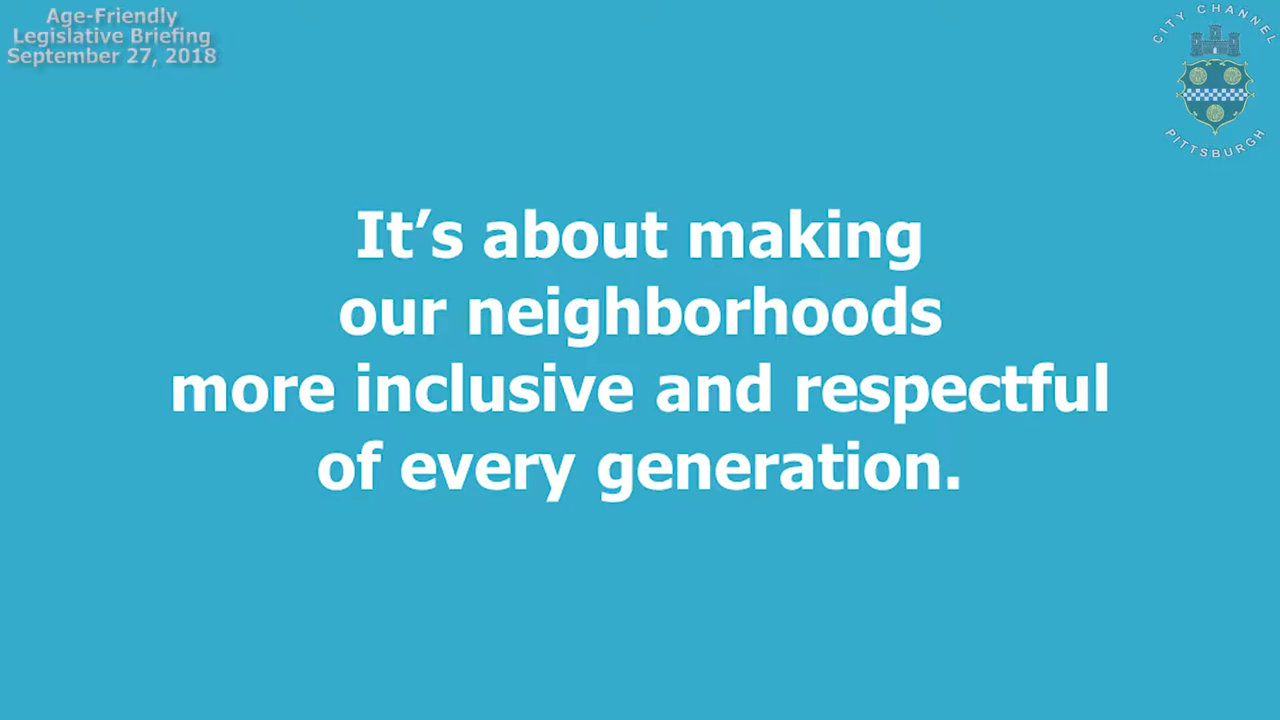 Age-Friendly
Legislative Briefing
September 27, 2018
CITY CHANNEL
PITTSBURGH
It’s about making
our neighborhoods
more inclusive and respectful
of every generation.